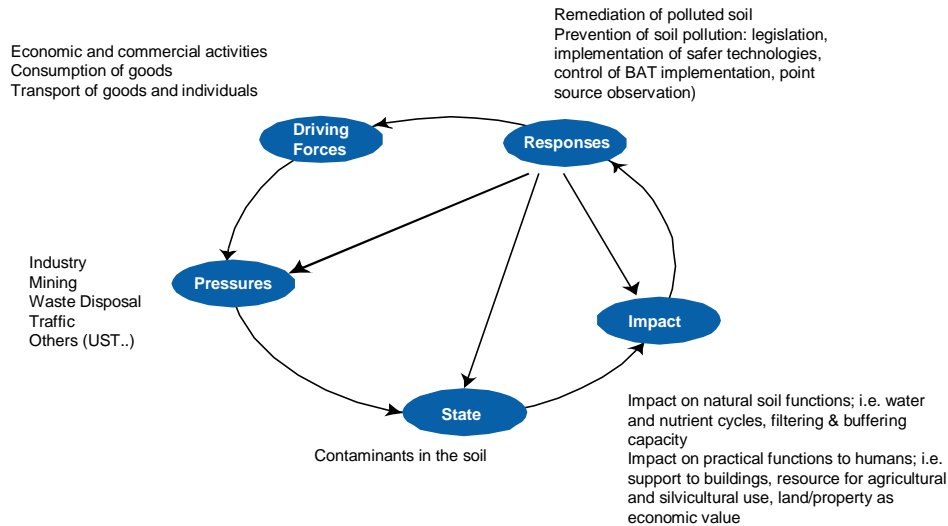 Remediation of polluted soil
Prevention of soil pollution: legislation,
implementation of safer technologies,
control of BAT implementation, point
source observation)
Economic and commercial activities
Consumption of goods
Transport of goods and individuals
Driving
Forces
Responses
Industry
Mining
Waste Disposal
Traffic
Others (UST..)
Pressures
Impact
State
Contaminants in the soil
Impact on natural soil functions; i.e. water
and nutrient cycles, filtering & buffering
capacity
Impact on practical functions to humans; i.e.
support to buildings, resource for agricultural
and silvicultural use, land/property as
economic value